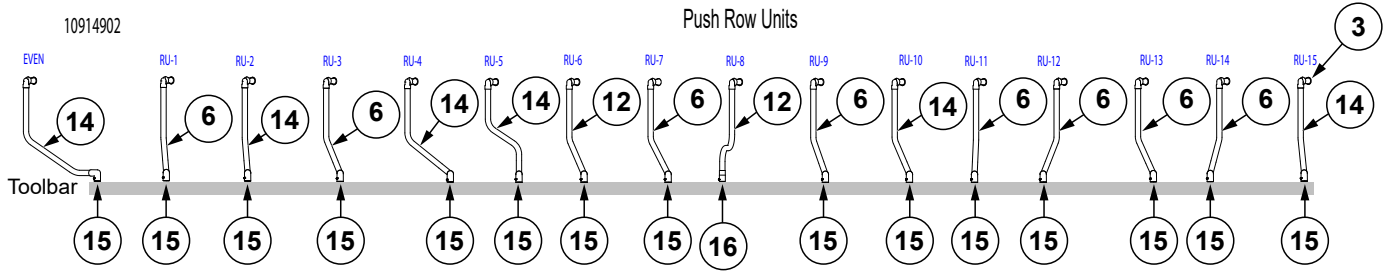 10914902
Push Row Units
3
EVEN RU-1 RU-2 RU-3 RU-4 RU-5 RU-6 RU-7 RU-8 RU-9 RU-10 RU-11 RU-12 RU-13 RU-14 RU-15
14 6 14 6 14 14 12 6 12 6 14 6 6 6 6 14
Toolbar
15 15 15 15 15 15 15 15 16 15 15 15 15 15 15 15